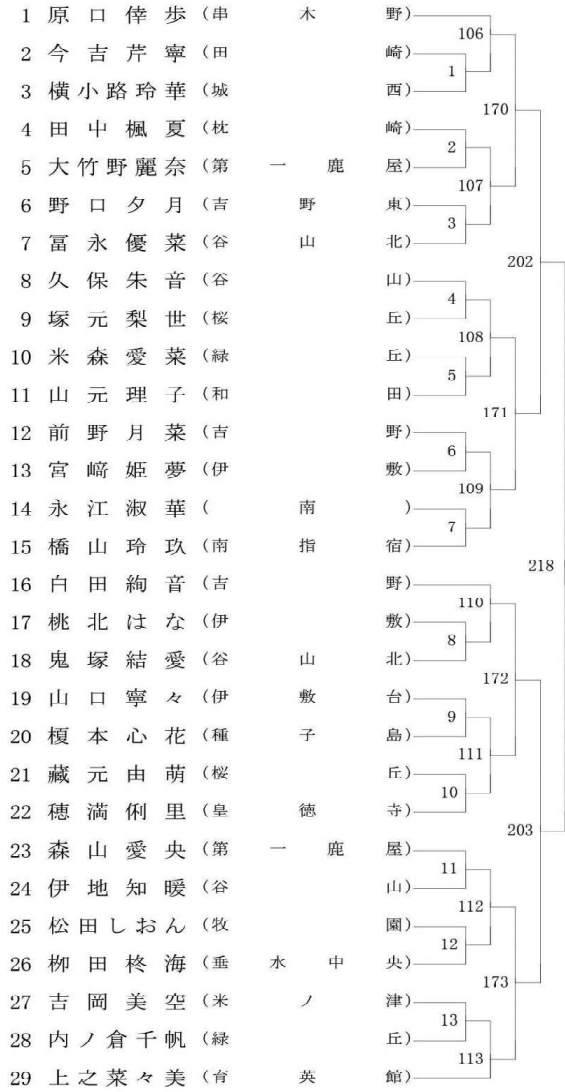 1 原口倖歩 (串木野)
106
2 今吉芹寧 (田崎)
1
3 横小路玲華 (城西)
170
4 田中楓夏 (枕崎)
2
5 大竹野麗奈 (第一鹿屋)
107
6 野口夕月 (吉野東)
3
7 冨永優菜 (谷山北)
202
8 久保朱音 (谷山)
4
9 塚元梨世 (桜丘)
108
10 米森愛菜 (緑丘)
5
11 山元理子 (和田)
171
12 前野月菜 (吉野)
6
13 宮﨑姫夢 (伊敷)
109
14 永江淑華 (南)
7
15 橋山玲玖 (南指宿)
218
16 白田絢音 (吉野)
110
17 桃北はな (伊敷)
8
18 鬼塚結愛 (谷山北)
172
19 山口寧々 (伊敷台)
9
20 榎本心花 (種子島)
111
21 藏元由萌 (桜丘)
10
22 穂満俐里 (皇徳寺)
203
23 森山愛央 (第一鹿屋)
11
24 伊地知暖 (谷山)
112
25 松田しおん (牧園)
12
26 栁田柊海 (垂水中央)
173
27 吉岡美空 (米ノ津)
13
28 内ノ倉千帆 (緑丘)
113
29 上之菜々美 (育英館)